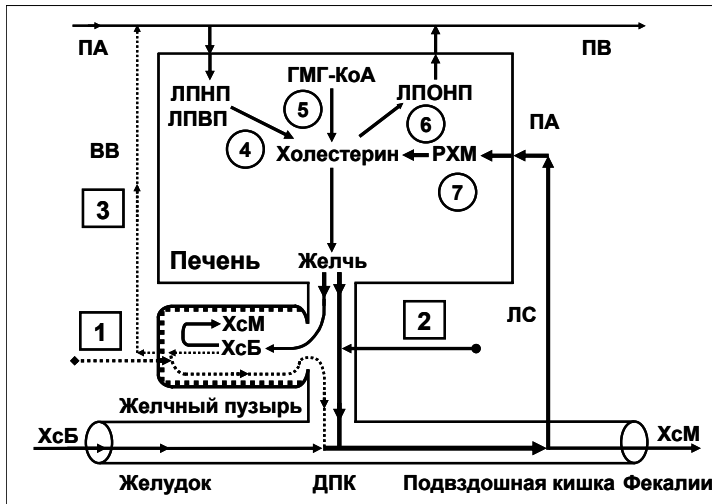 ПА ПВ
ГМГ-КоА
ЛПНП ЛПОНП
ЛПВП
5
6
ПА
4
ВВ
Холестерин РХМ
7
3
Печень Желчь
1
ХсМ
2
ЛС
ХсБ
Желчный пузырь
ХсБ ХсМ
Желудок ДПК Подвздошная кишка Фекалии